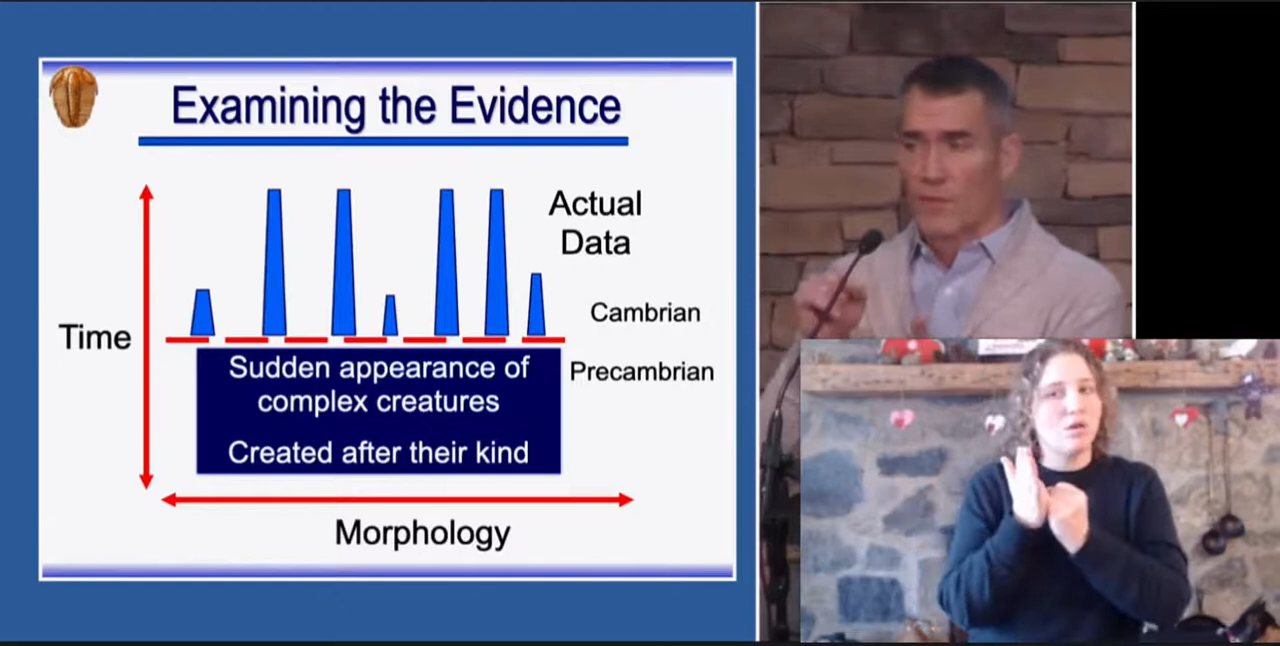 Examining the Evidence
Actual
Data
Cambrian
Time
Precambrian
Sudden appearance of
complex creatures
Created after their kind
Morphology